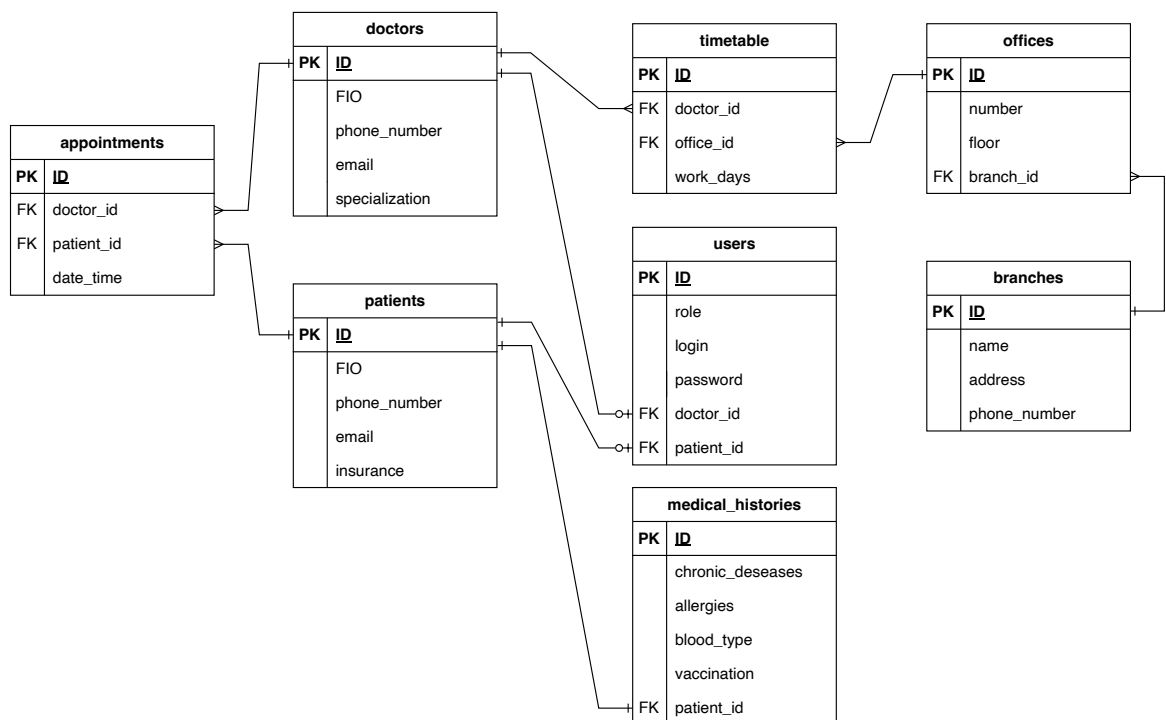 appointments
PK ID
FK doctor_id
FK patient_id
date_time
doctors
PK ID
FIO
phone_number
email
specialization
patients
PK ID
FIO
phone_number
email
insurance
timetable
PK ID
FK doctor_id
FK office_id
work_days
users
PK ID
role
login
password
FK doctor_id
FK patient_id
medical_histories
PK ID
chronic_deseases
allergies
blood_type
vaccination
FK patient_id
offices
PK ID
number
floor
FK branch_id
branches
PK ID
name
address
phone_number